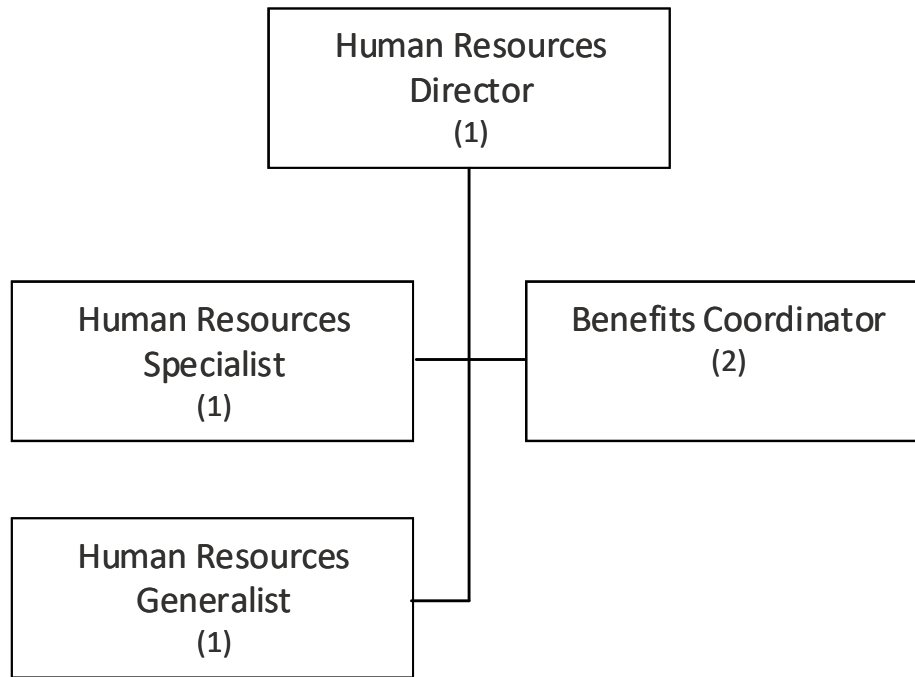 Human Resources
Director
(1)
Human Resources
Specialist
(1)
Benefits Coordinator
(2)
Human Resources
Generalist
(1)